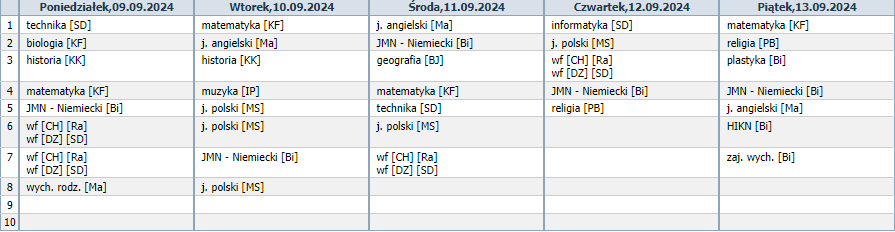 Poniedziałek,09.09.2024 Wtorek,10.09.2024 Środa,11.09.2024 Czwartek,12.09.2024 Piątek,13.09.2024
1 technika [SD] matematyka [KF] j. angielski [Ma] informatyka [SD] matematyka [KF]
2 biologia [KF] j. angielski [Ma] JMN - Niemiecki [Bi] j. polski [MS] religia [PB]
3 historia [KK] historia [KK] geografia [BJ] wf [CH] [Ra] plastyka [Bi]
wf [DZ] [SD]
4 matematyka [KF] muzyka [IP] matematyka [KF] JMN - Niemiecki [Bi] JMN - Niemiecki [Bi]
5 JMN - Niemiecki [Bi] j. polski [MS] technika [SD] religia [PB] j. angielski [Ma]
6 wf [CH] [Ra] j. polski [MS] j. polski [MS] HIKN [Bi]
wf [DZ] [SD]
7 wf [CH] [Ra] JMN - Niemiecki [Bi] wf [CH] [Ra] zaj. wych. [Bi]
wf [DZ] [SD] wf [DZ] [SD]
8 wych. rodz. [Ma] j. polski [MS]
9
10